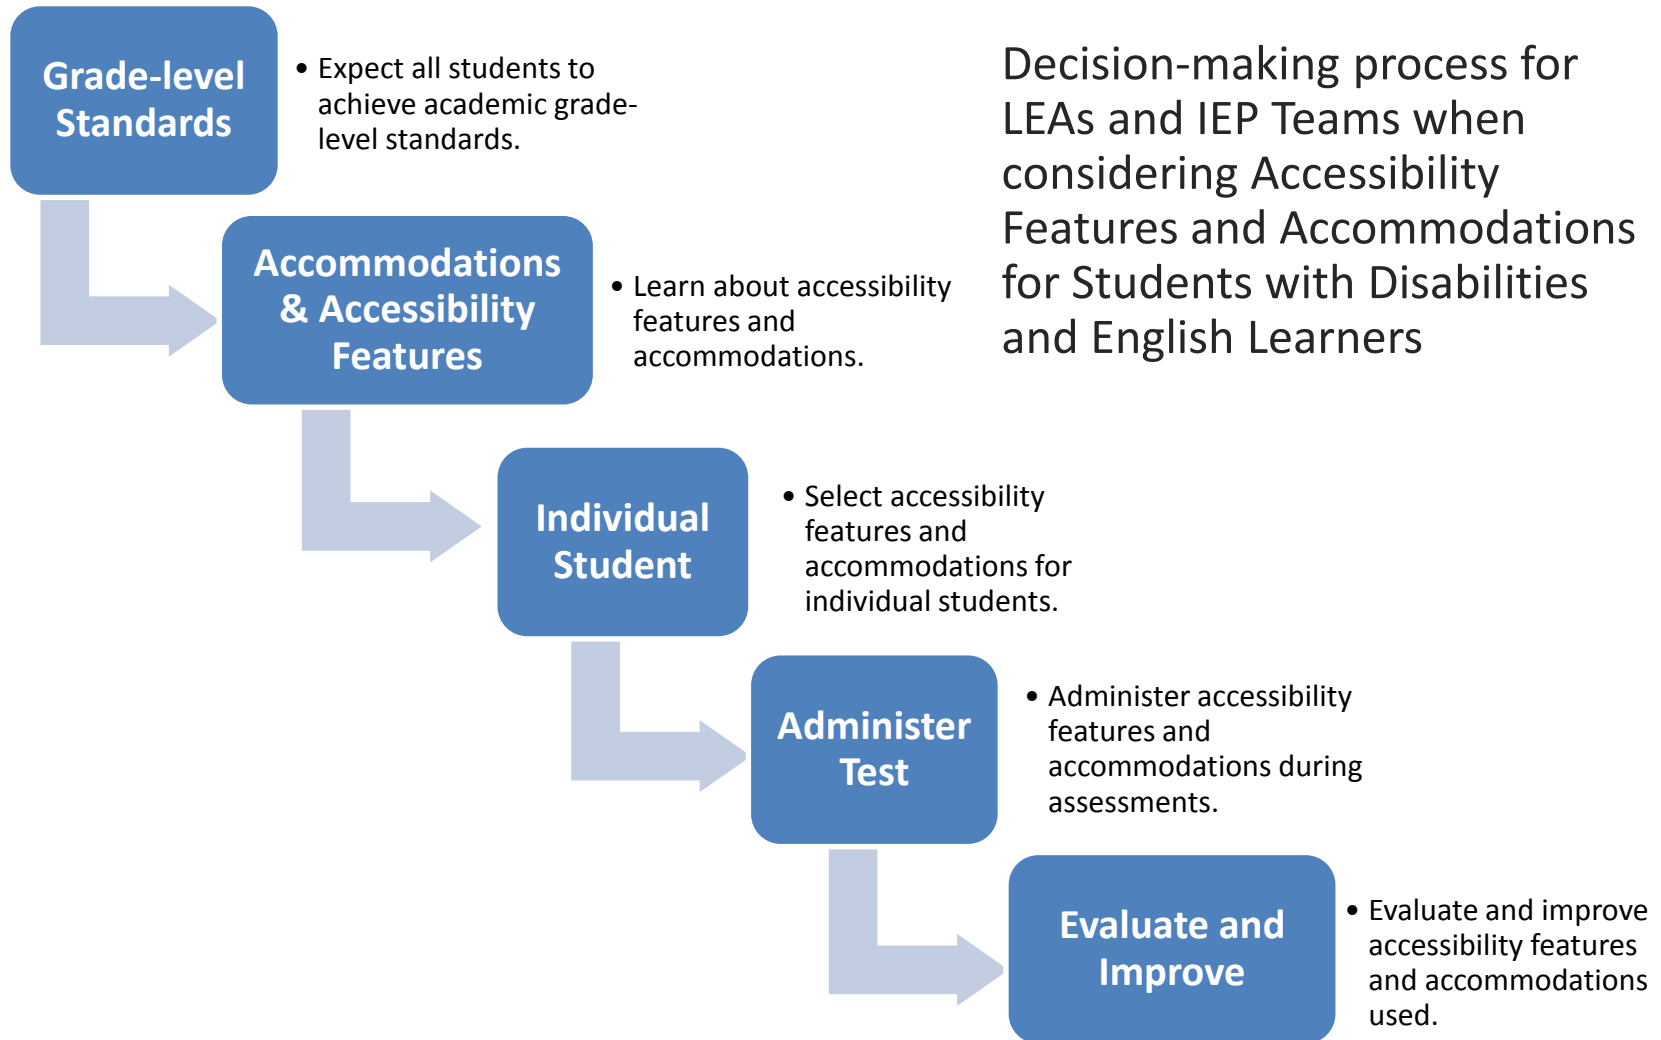 Grade-level
Standards
• Expect all students to
achieve academic grade-
level standards.
Decision-making process for
LEAs and IEP Teams when
considering Accessibility
Features and Accommodations
for Students with Disabilities
and English Learners
Accommodations
& Accessibility
Features
• Learn about accessibility
features and
accommodations.
Individual
Student
• Select accessibility
features and
accommodations for
individual students.
Administer
Test
• Administer accessibility
features and
accommodations during
assessments.
Evaluate and
Improve
• Evaluate and improve
accessibility features
and accommodations
used.